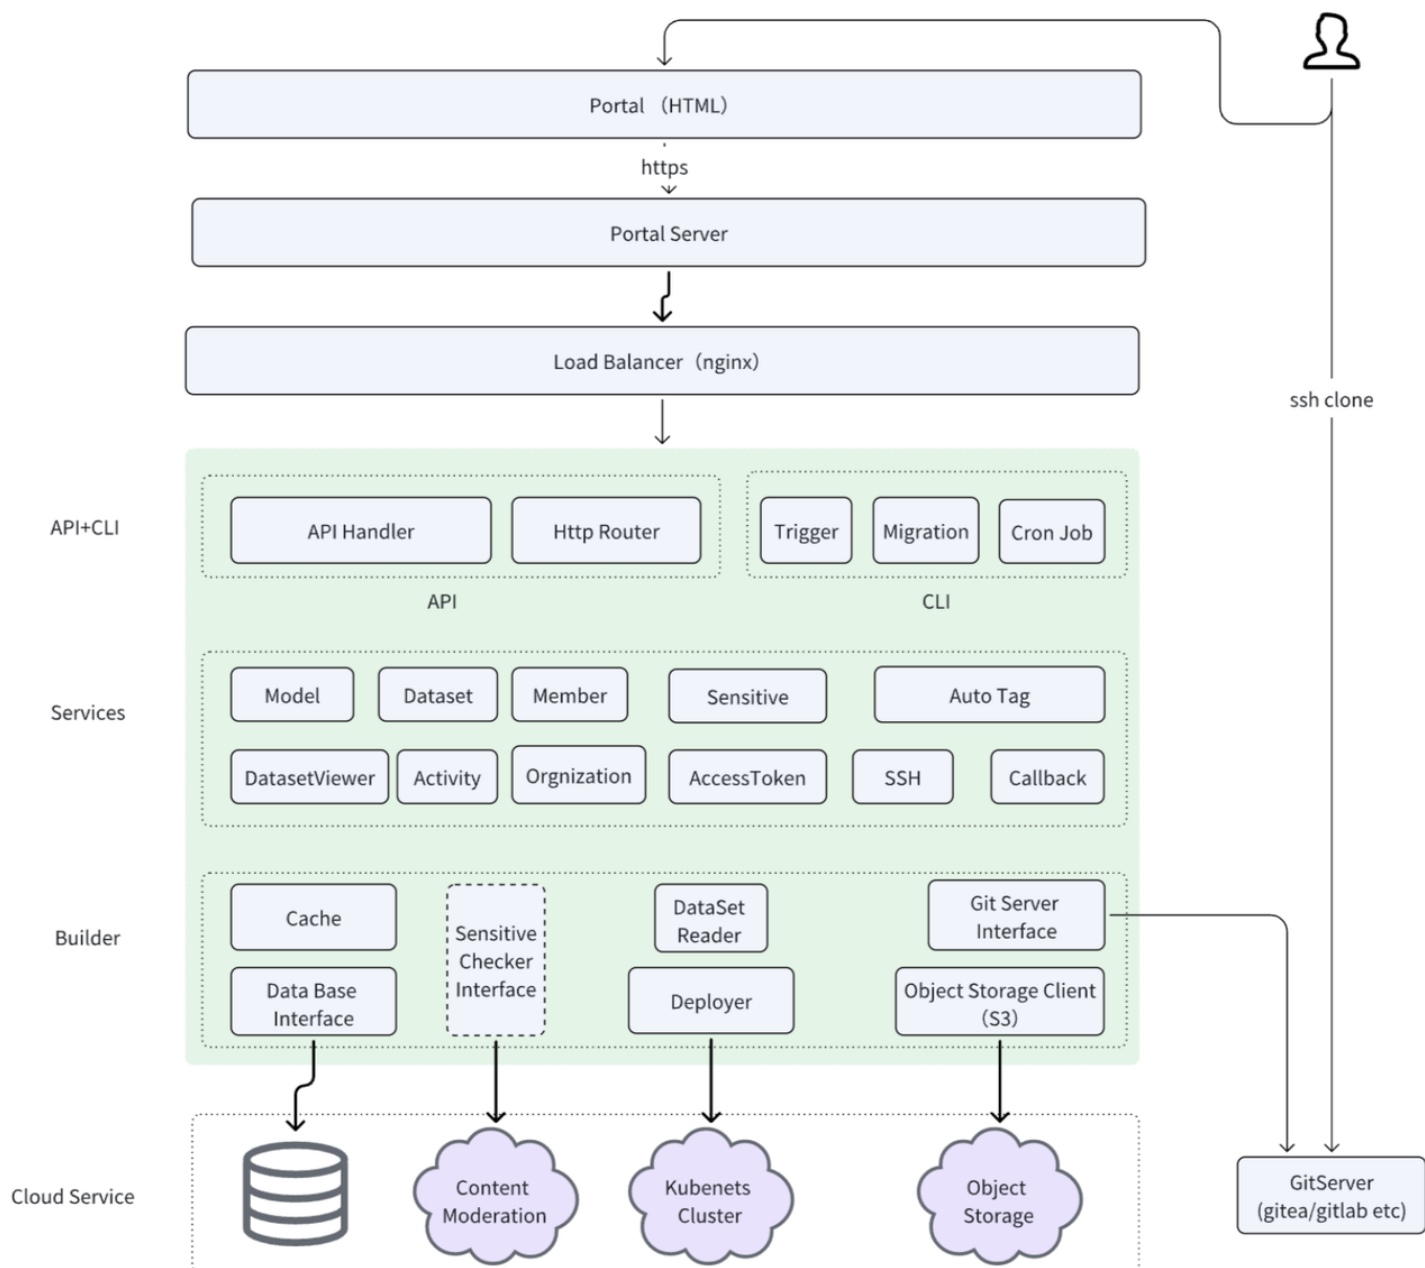 Portal （HTML）
https
Portal Server
Load Balancer（nginx）
ssh clone
API+CLI
API Handler
Http Router
Trigger
Migration
Cron Job
API
CLI
Services
Model
Dataset
Member
Sensitive
Auto Tag
DatasetViewer
Activity
Orgnization
AccessToken
SSH
Callback
Builder
Cache
Sensitive
Checker
Interface
DataSet
Reader
Git Server
Interface
Data Base
Interface
Deployer
Object Storage Client
（S3）
Cloud Service
Content
Moderation
Kubenets
Cluster
Object
Storage
GitServer
(gitea/gitlab etc)